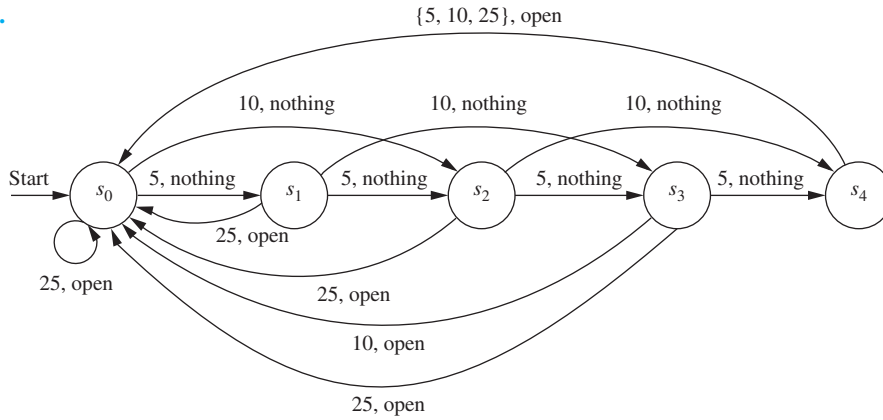 {5, 10, 25}, open
10, nothing
10, nothing
10, nothing
Start
s0
5, nothing
s1
5, nothing
s2
5, nothing
s3
5, nothing
s4
25, open
25, open
25, open
10, open
25, open